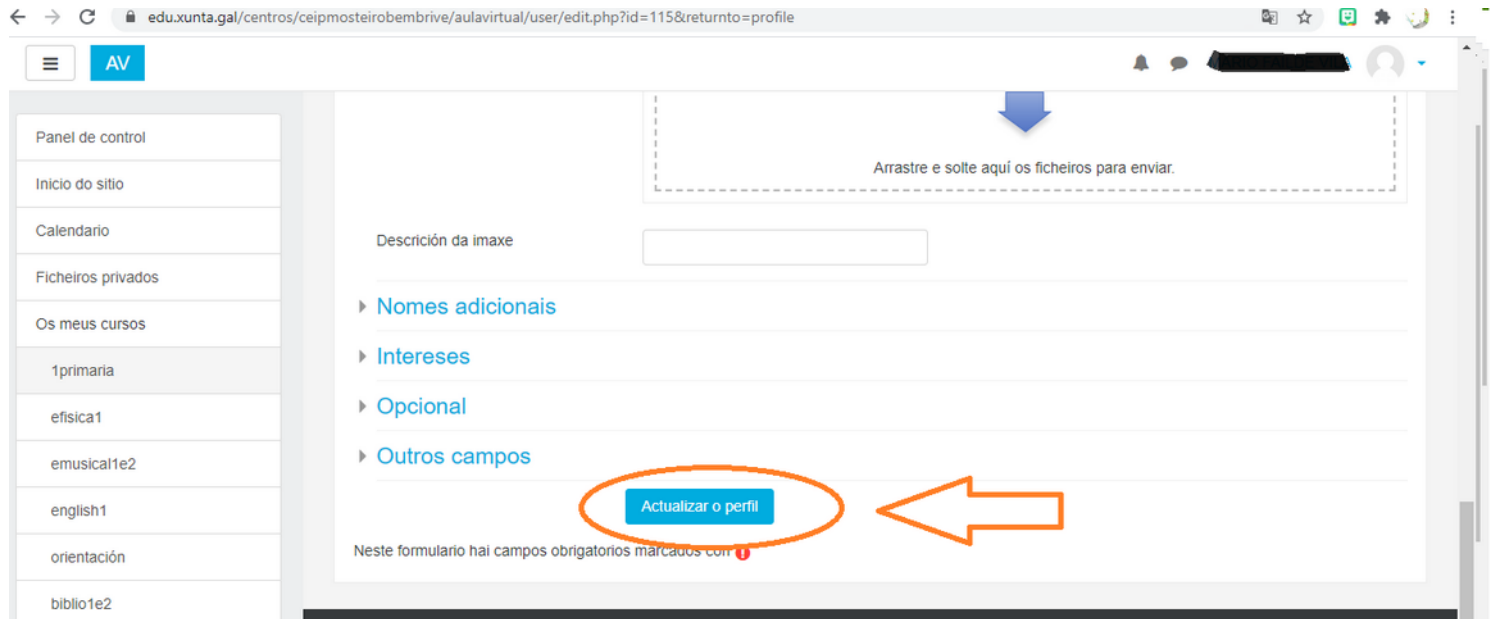 edu.xunta.gal/centros/ceipmosteirobembrive/aulavirtual/user/edit.php?id=115&returnto=profile
AV
Panel de control
Inicio do sitio
Calendario
Ficheiros privados
Os meus cursos
1primaria
efisica1
emusical1e2
english1
orientación
biblio1e2
Arrastre e solte aquí os ficheiros para enviar.
Descrición da imaxe
Nomes adicionais
Intereses
Opcional
Outros campos
Actualizar o perfil
Neste formulario hai campos obrigatorios marcados con